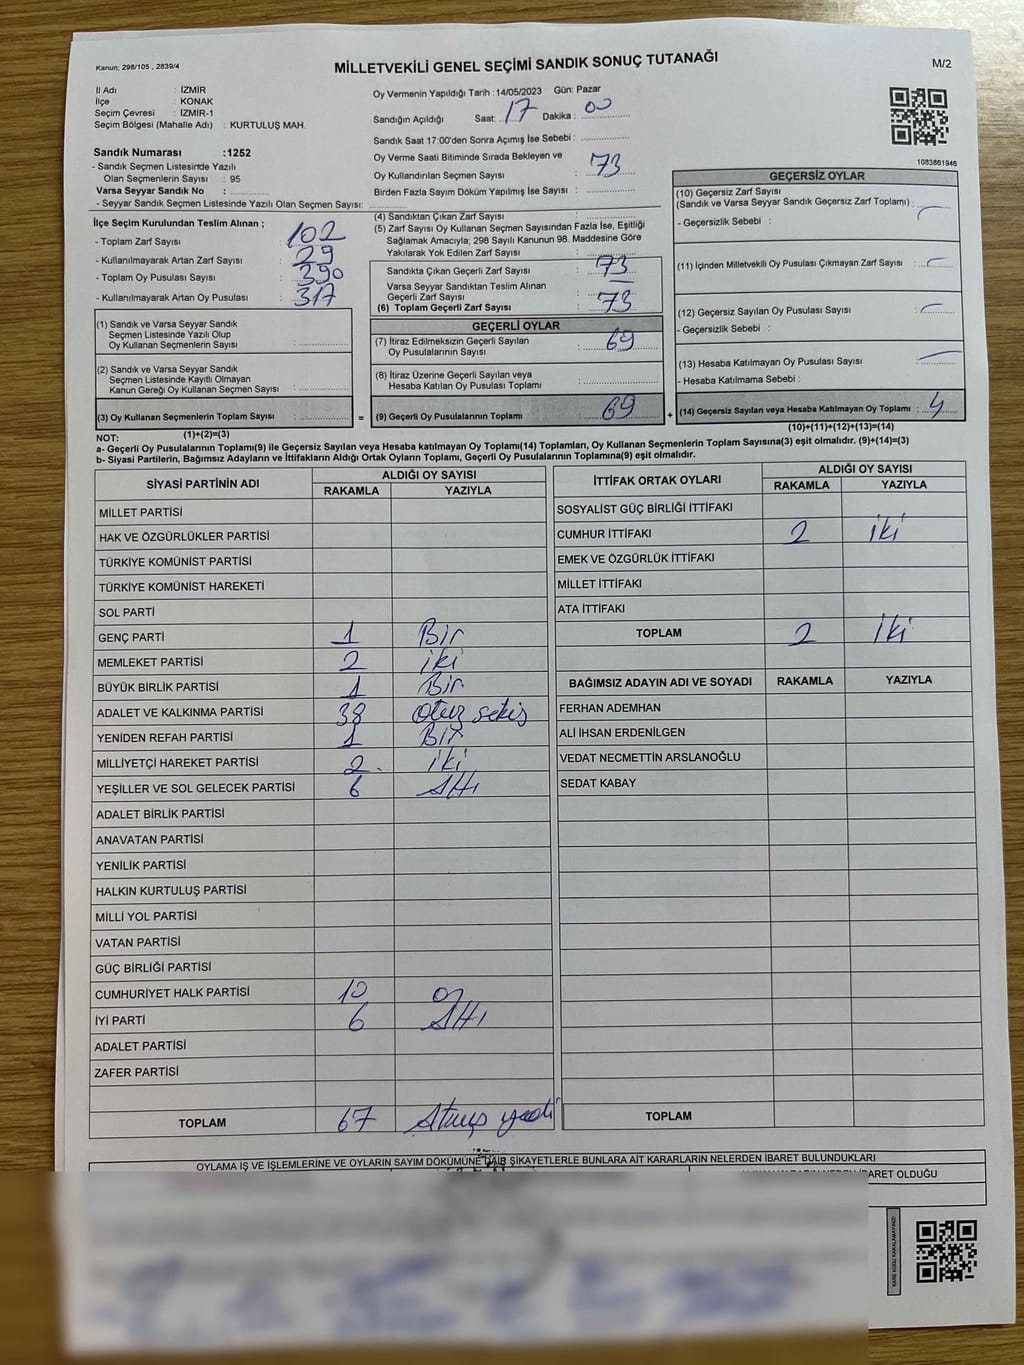 Kanun: 298/105 , 2839/4
MİLLETVEKİLİ GENEL SEÇİMİ SANDIK SONUÇ TUTANAĞI
M/2
İl Adı : İZMİR
İlçe : KONAK
Seçim Çevresi : İZMİR-1
Seçim Bölgesi (Mahalle Adı) : KURTULUŞ MAH.
Sandık Numarası :1252
- Sandık Seçmen Listesinde Yazılı
Olan Seçmenlerin Sayısı : 95
Varsa Seyyar Sandık No :
- Seyyar Sandık Seçmen Listesinde Yazılı Olan Seçmen Sayısı:
Oy Vermenin Yapıldığı Tarih :14/05/2023 Gün: Pazar
Sandığın Açıldığı Saat: 17 Dakika : 00
Sandık Saat 17:00'den Sonra Açımış İse Sebebi :
Oy Verme Saati Bitiminde Sırada Bekleyen ve
Oy Kullandırılan Seçmen Sayısı : 73
Birden Fazla Sayım Döküm Yapılmış İse Sayısı :
1083861946
İlçe Seçim Kurulundan Teslim Alınan ;
- Toplam Zarf Sayısı : 102
- Kullanılmayarak Artan Zarf Sayısı : 29
- Toplam Oy Pusulası Sayısı : 390
- Kullanılmayarak Artan Oy Pusulası : 317
(1) Sandık ve Varsa Seyyar Sandık
Seçmen Listesinde Yazılı Olup
Oy Kullanan Seçmenlerin Sayısı :
(2) Sandık ve Varsa Seyyar Sandık
Seçmen Listesinde Kayıtlı Olmayan
Kanun Gereği Oy Kullanan Seçmen Sayısı :
(3) Oy Kullanan Seçmenlerin Toplam Sayısı : =
(1)+(2)=(3)
(4) Sandıktan Çıkan Zarf Sayısı :
(5) Zarf Sayısı Oy Kullanan Seçmen Sayısından Fazla İse, Eşitliği
Sağlamak Amacıyla; 298 Sayılı Kanunun 98. Maddesine Göre
Yakılarak Yok Edilen Zarf Sayısı :
Sandıkta Çıkan Geçerli Zarf Sayısı : 73
Varsa Seyyar Sandıktan Teslim Alınan
Geçerli Zarf Sayısı :
(6) Toplam Geçerli Zarf Sayısı : 73
GEÇERLİ OYLAR
(7) İtiraz Edilmeksizin Geçerli Sayılan
Oy Pusulalarının Sayısı : 69
(8) İtiraz Üzerine Geçerli Sayılan veya
Hesaba Katılan Oy Pusulası Toplamı :
(9) Geçerli Oy Pusulalarının Toplamı : 69 +
GEÇERSİZ OYLAR
(10) Geçersiz Zarf Sayısı
(Sandık ve Varsa Seyyar Sandık Geçersiz Zarf Toplamı) :
- Geçersizlik Sebebi :
(11) İçinden Milletvekili Oy Pusulası Çıkmayan Zarf Sayısı :
(12) Geçersiz Sayılan Oy Pusulası Sayısı :
- Geçersizlik Sebebi :
(13) Hesaba Katılmayan Oy Pusulası Sayısı :
- Hesaba Katılmama Sebebi :
(14) Geçersiz Sayılan veya Hesaba Katılmayan Oy Toplamı : 4
(10)+(11)+(12)+(13)=(14)
NOT:
a- Geçerli Oy Pusulalarının Toplamı(9) ile Geçersiz Sayılan veya Hesaba katılmayan Oy Toplamı(14) Toplamları, Oy Kullanan Seçmenlerin Toplam Sayısına(3) eşit olmalıdır. (9)+(14)=(3)
b- Siyasi Partilerin, Bağımsız Adayların ve İttifakların Aldığı Ortak Oyların Toplamı, Geçerli Oy Pusulalarının Toplamına(9) eşit olmalıdır.
SİYASİ PARTİNİN ADI
ALDIĞI OY SAYISI
RAKAMLA YAZIYLA
MİLLET PARTİSİ
HAK VE ÖZGÜRLÜKLER PARTİSİ
TÜRKİYE KOMÜNİST PARTİSİ
TÜRKİYE KOMÜNİST HAREKETİ
SOL PARTİ
GENÇ PARTİ 1 Bir
MEMLEKET PARTİSİ 2 iki
BÜYÜK BİRLİK PARTİSİ 1 Bir
ADALET VE KALKINMA PARTİSİ 38 otuz sekiz
YENİDEN REFAH PARTİSİ 1 Bir
MİLLİYETÇİ HAREKET PARTİSİ 2 iki
YEŞİLLER VE SOL GELECEK PARTİSİ 6 Altı
ADALET BİRLİK PARTİSİ
ANAVATAN PARTİSİ
YENİLİK PARTİSİ
HALKIN KURTULUŞ PARTİSİ
MİLLİ YOL PARTİSİ
VATAN PARTİSİ
GÜÇ BİRLİĞİ PARTİSİ
CUMHURİYET HALK PARTİSİ 10 on
İYİ PARTİ 6 Altı
ADALET PARTİSİ
ZAFER PARTİSİ
TOPLAM 67 Atmış yedi
İTTİFAK ORTAK OYLARI
ALDIĞI OY SAYISI
RAKAMLA YAZIYLA
SOSYALİST GÜÇ BİRLİĞİ İTTİFAKI
CUMHUR İTTİFAKI 2 iki
EMEK VE ÖZGÜRLÜK İTTİFAKI
MİLLET İTTİFAKI
ATA İTTİFAKI
TOPLAM 2 iki
BAĞIMSIZ ADAYIN ADI VE SOYADI RAKAMLA YAZIYLA
FERHAN ADEMHAN
ALİ İHSAN ERDENİLGEN
VEDAT NECMETTİN ARSLANOĞLU
SEDAT KABAY
TOPLAM
OYLAMA İŞ VE İŞLEMLERİNE VE OYLARIN SAYIM DÖKÜMÜNE DAİR ŞİKAYETLERLE BUNLARA AİT KARARLARIN NELERDEN İBARET BULUNDUKLARI
İBARET OLDUĞU
KARE KODU KARALAMAYINIZ!